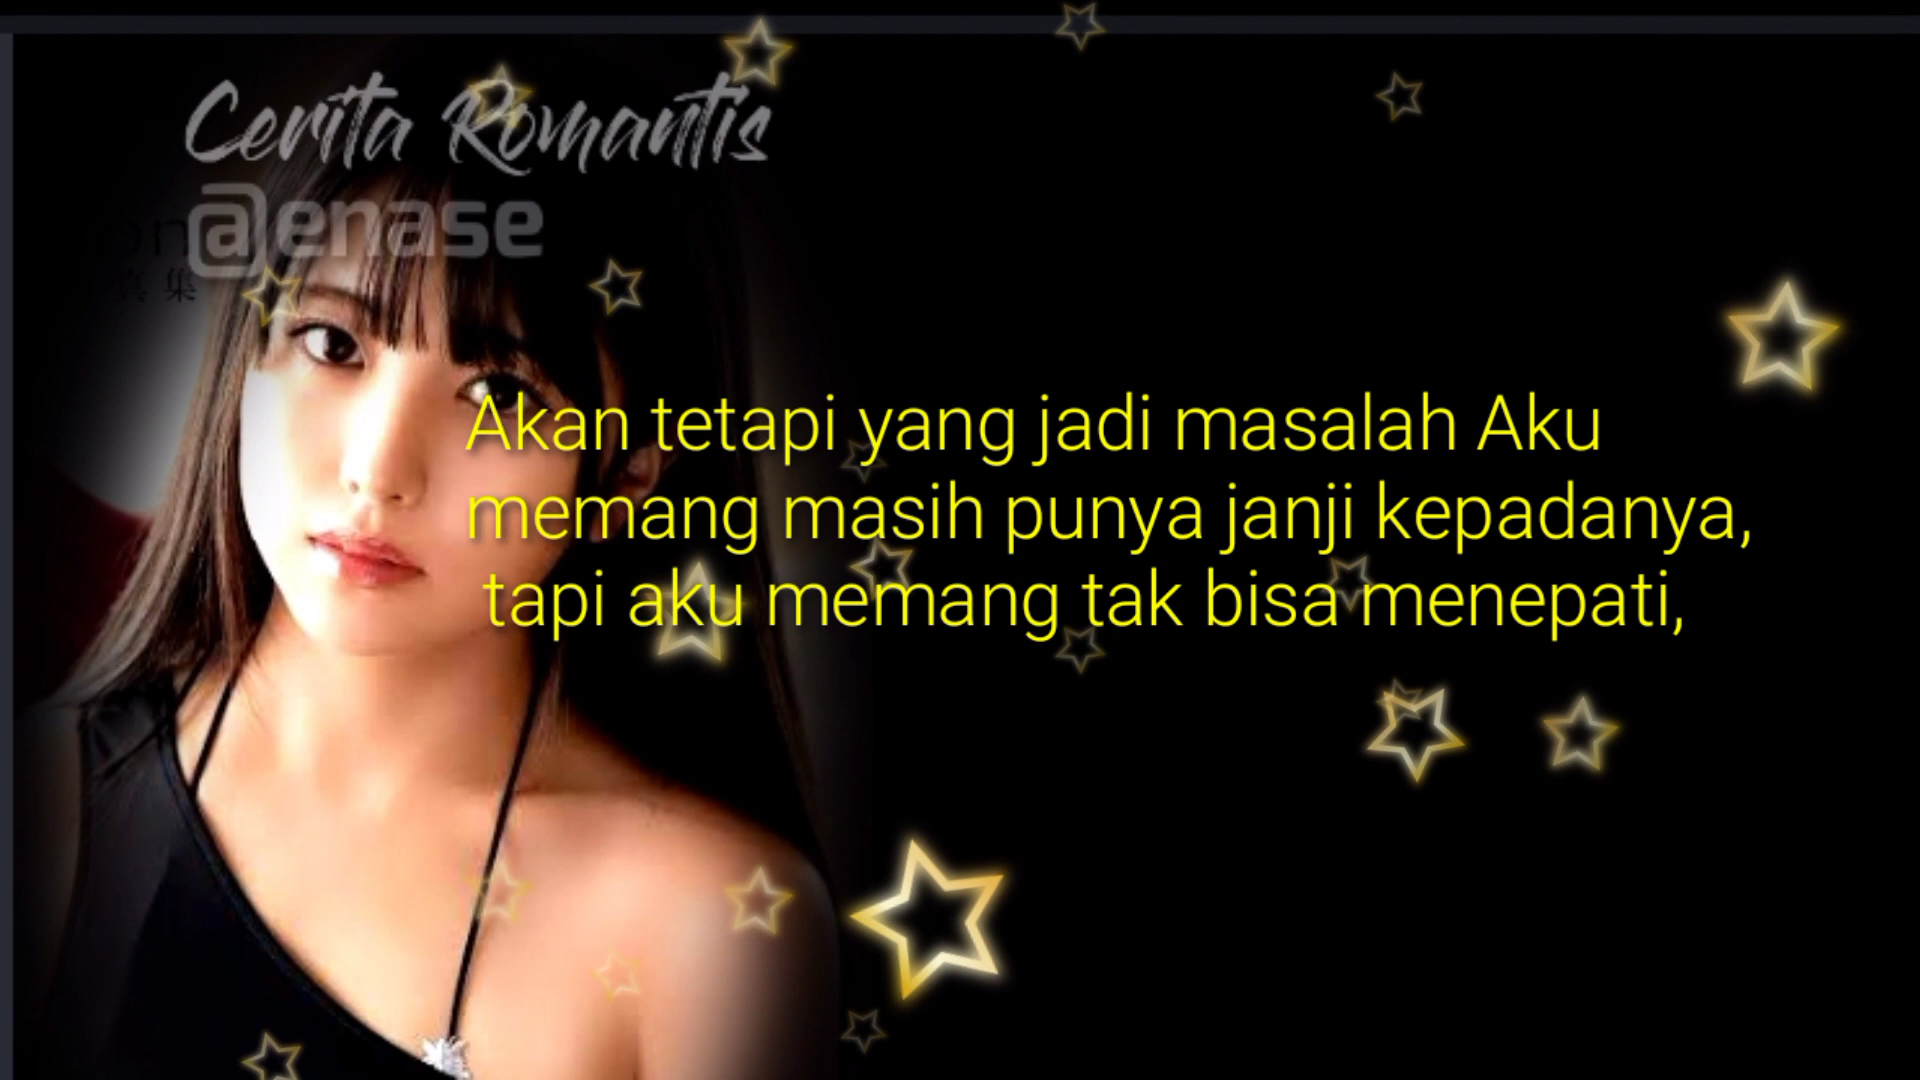 Cerita Romantis
@enase
集
Akan tetapi yang jadi masalah Aku
memang masih punya janji kepadanya,
tapi aku memang tak bisa menepati,